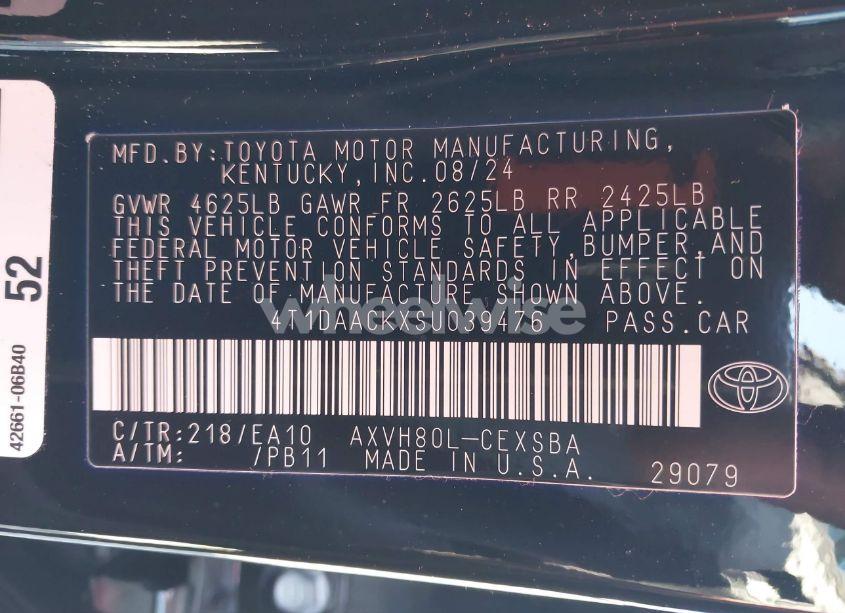 MFD.BY:TOYOTA MOTOR MANUFACTURING,
KENTUCKY,INC.08/24
GVWR 4625LB GAWR FR 2625LB RR 2425LB
THIS VEHICLE CONFORMS TO ALL APPLICABLE
FEDERAL MOTOR VEHICLE SAFETY,BUMPER,AND
THEFT PREVENTION STANDARDS IN EFFECT ON
THE DATE OF MANUFACTURE SHOWN ABOVE.
PASS.CAR
wheelwise
C/TR:218/EA10 AXVH80L-CEXSBA
A/TM: /PB11 MADE IN U.S.A. 29079
52
42661-06B40